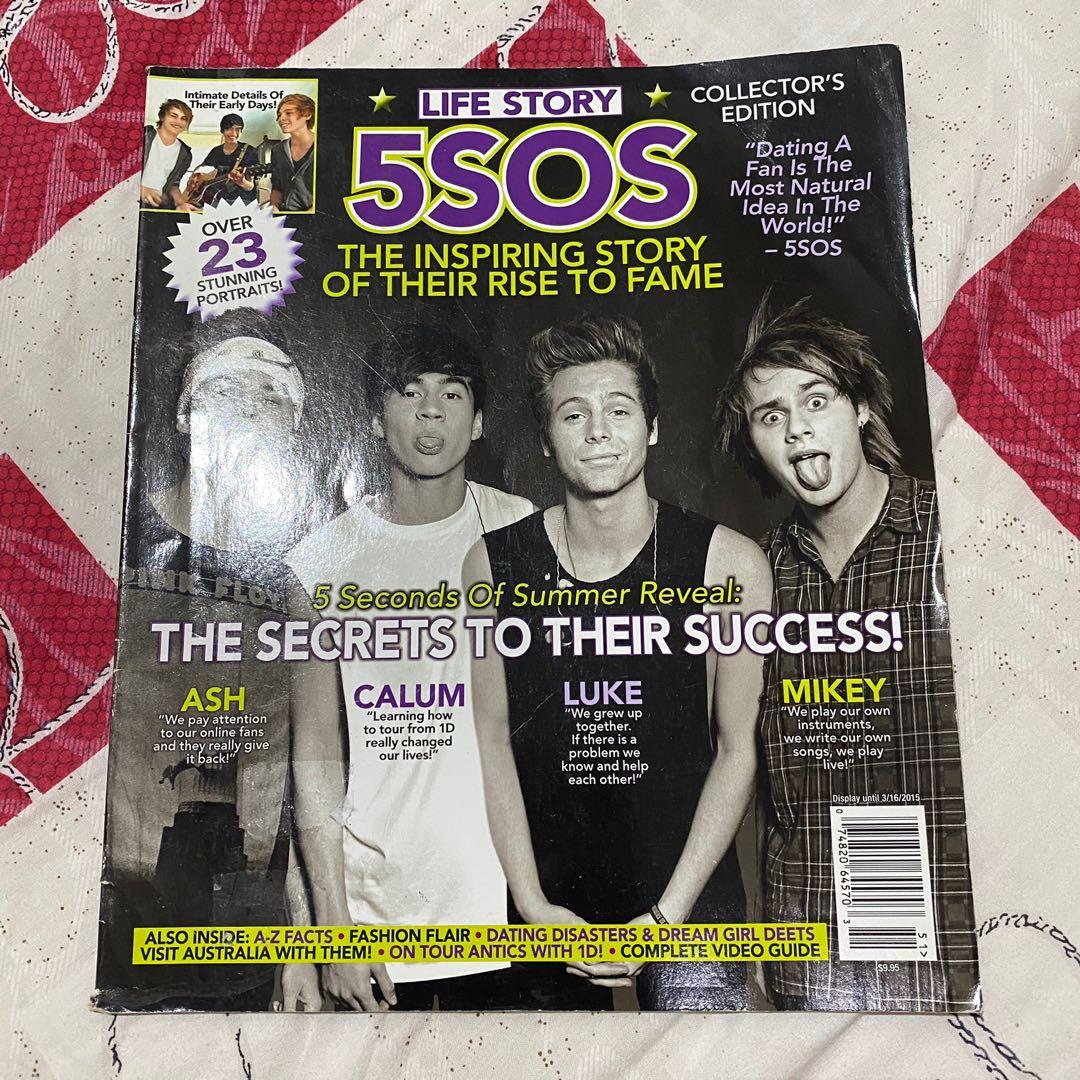 Intimate Details Of
Their Early Days!
LIFE STORY
COLLECTOR'S
EDITION
5SOS
"Dating A
Fan Is The
Most Natural
Idea In The
World!"
– 5SOS
OVER
23
STUNNING
PORTRAITS!
THE INSPIRING STORY
OF THEIR RISE TO FAME
PINK FLOY
5 Seconds Of Summer Reveal:
THE SECRETS TO THEIR SUCCESS!
ASH
"We pay attention
to our online fans
and they really give
it back!"
CALUM
"Learning how
to tour from 1D
really changed
our lives!"
LUKE
"We grew up
together.
If there is a
problem we
know and help
each other!"
MIKEY
"We play our own
instruments,
we write our own
songs, we play
live!"
Display until 3/16/2015
0 74820 64570 3
51>
$9.95
ALSO INSIDE: A-Z FACTS • FASHION FLAIR • DATING DISASTERS & DREAM GIRL DEETS
VISIT AUSTRALIA WITH THEM! • ON TOUR ANTICS WITH 1D! • COMPLETE VIDEO GUIDE